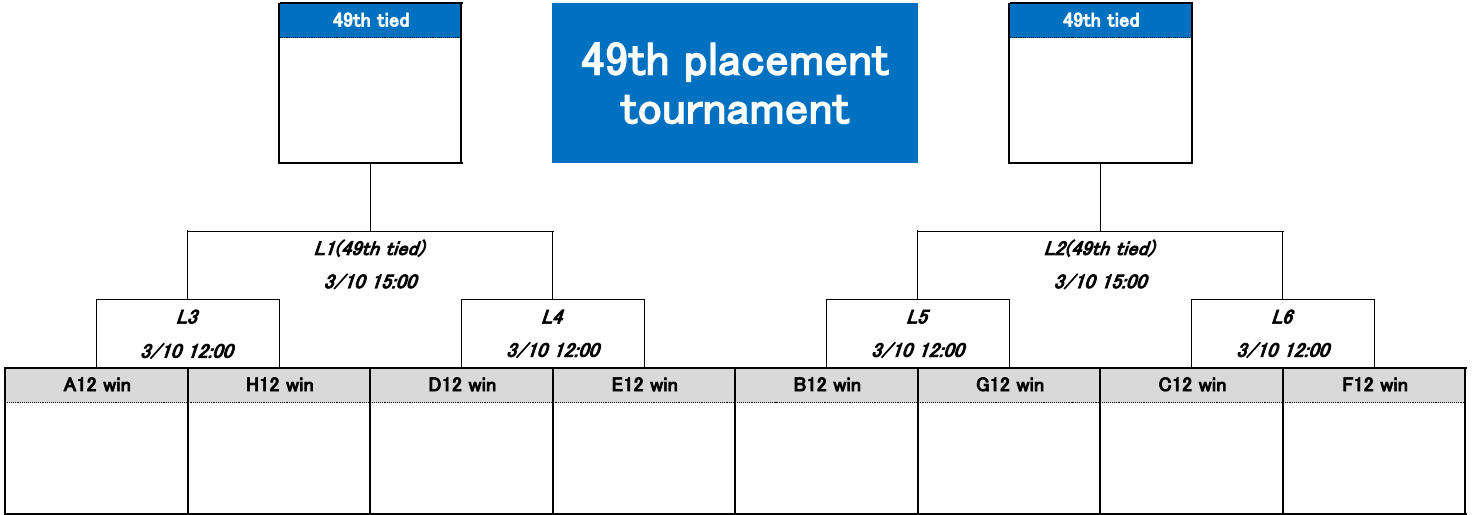 49th tied
49th placement
tournament
49th tied
L1(49th tied)
3/10 15:00
L2(49th tied)
3/10 15:00
L3
3/10 12:00
L4
3/10 12:00
L5
3/10 12:00
L6
3/10 12:00
A12 win
H12 win
D12 win
E12 win
B12 win
G12 win
C12 win
F12 win